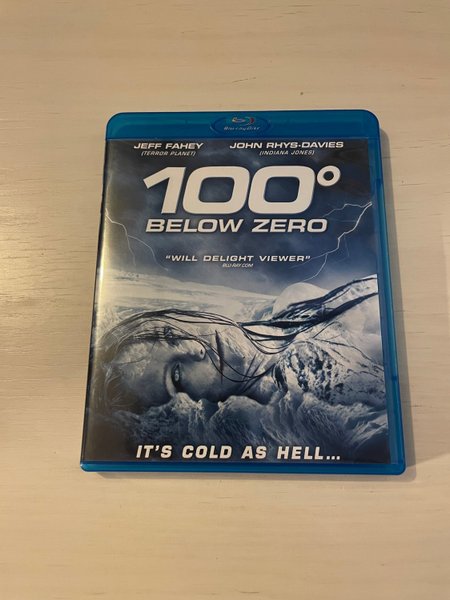 Blu-ray Disc
JEFF FAHEY JOHN RHYS-DAVIES
(TERROR PLANET) (INDIANA JONES)
100°
BELOW ZERO
"WILL DELIGHT VIEWER"
BLU-RAY.COM
IT'S COLD AS HELL...